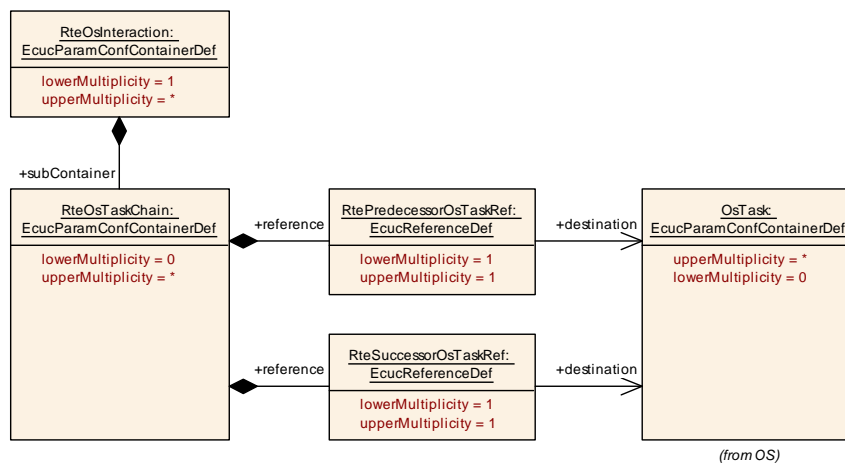 RteOsInteraction:
EcucParamConfContainerDef
lowerMultiplicity = 1
upperMultiplicity = *
+subContainer
RteOsTaskChain:
EcucParamConfContainerDef
lowerMultiplicity = 0
upperMultiplicity = *
+reference
RtePredecessorOsTaskRef:
EcucReferenceDef
lowerMultiplicity = 1
upperMultiplicity = 1
+destination
OsTask:
EcucParamConfContainerDef
upperMultiplicity = *
lowerMultiplicity = 0
+reference
RteSuccessorOsTaskRef:
EcucReferenceDef
lowerMultiplicity = 1
upperMultiplicity = 1
+destination
(from OS)